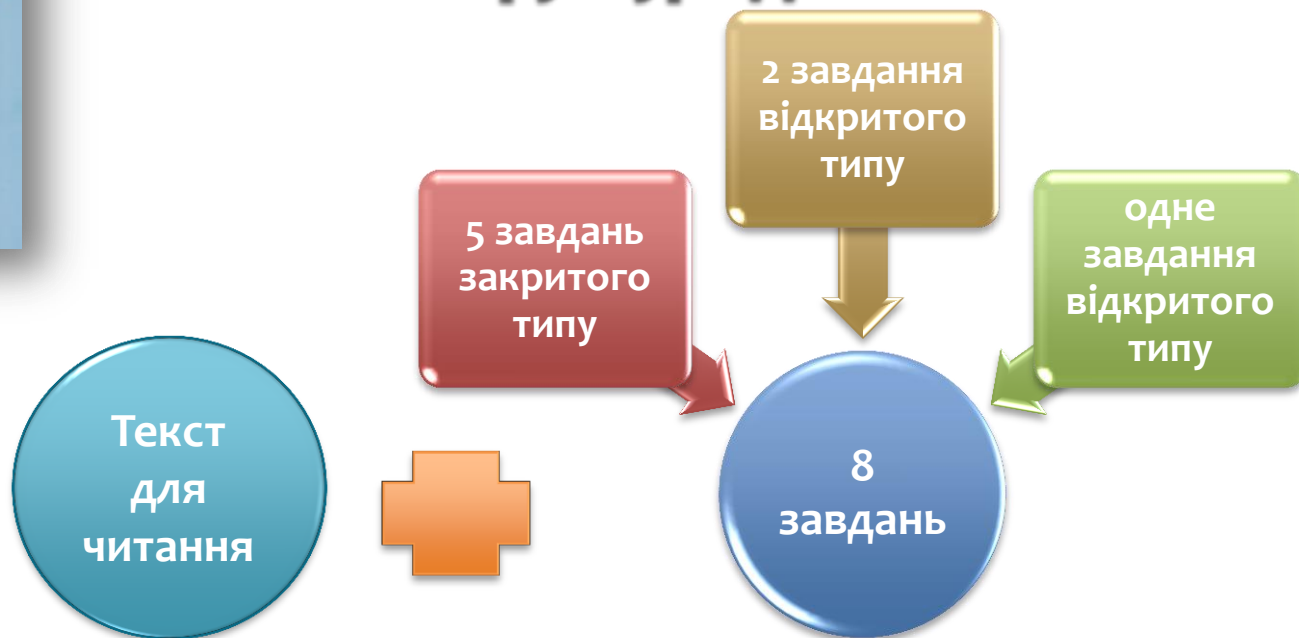 2 завдання
відкритого
типу
5 завдань
закритого
типу
одне
завдання
відкритого
типу
Текст
для
читання
8
завдань